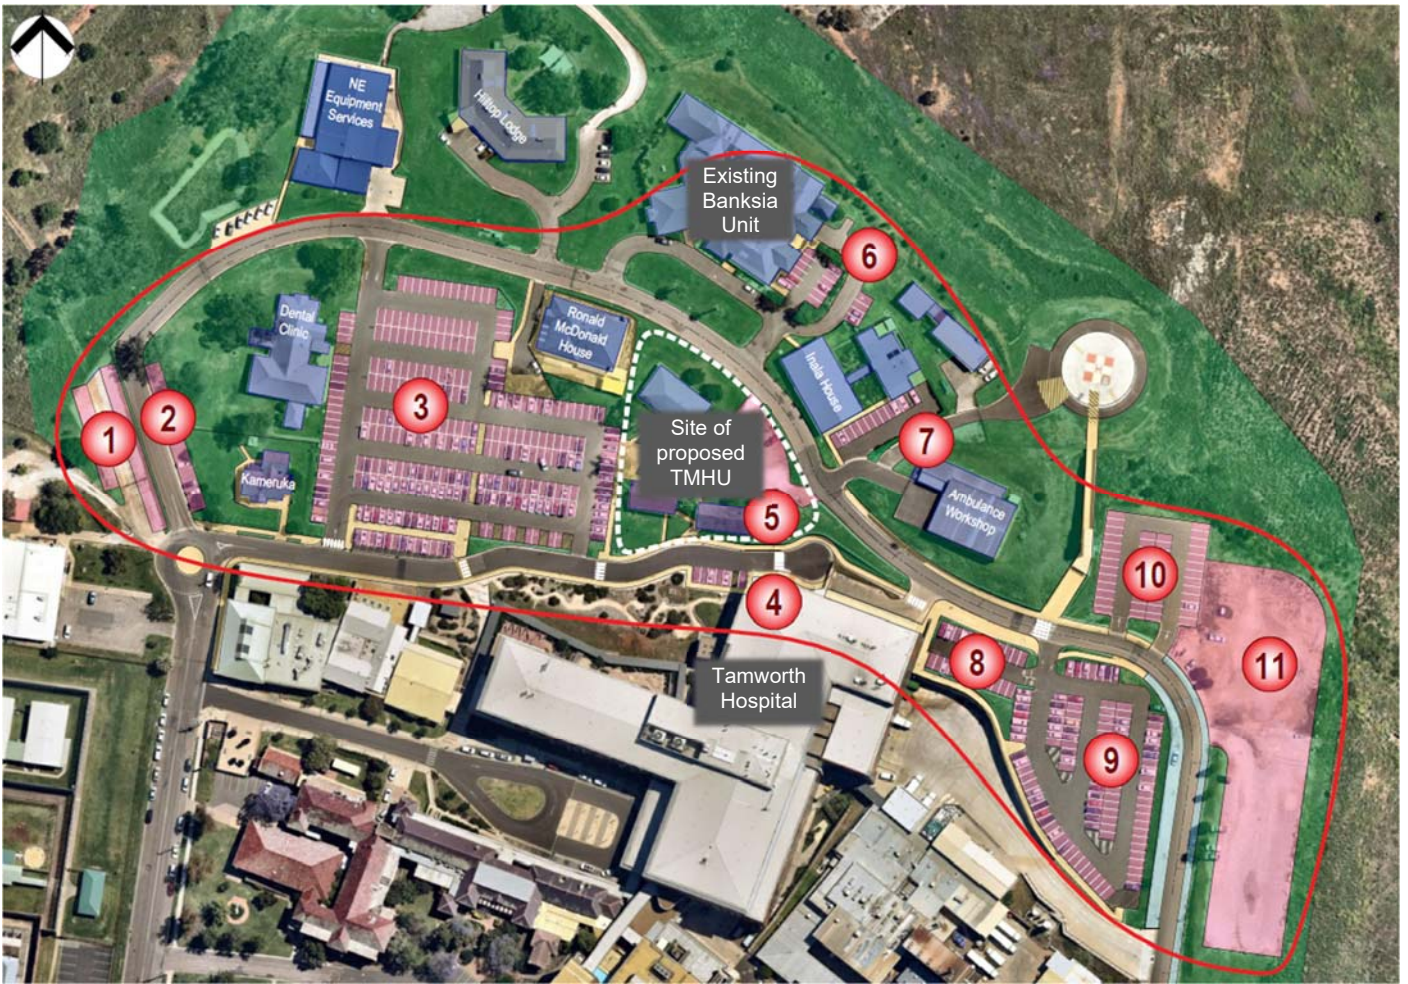 NE
Equipment
Services
Hilltop Lodge
Existing
Banksia
Unit
6
Dental
Clinic
Ronald
McDonald
House
Inala House
1
2
3
Site of
proposed
TMHU
7
Kameruka
5
Ambulance
Workshop
10
4
8
11
Tamworth
Hospital
9